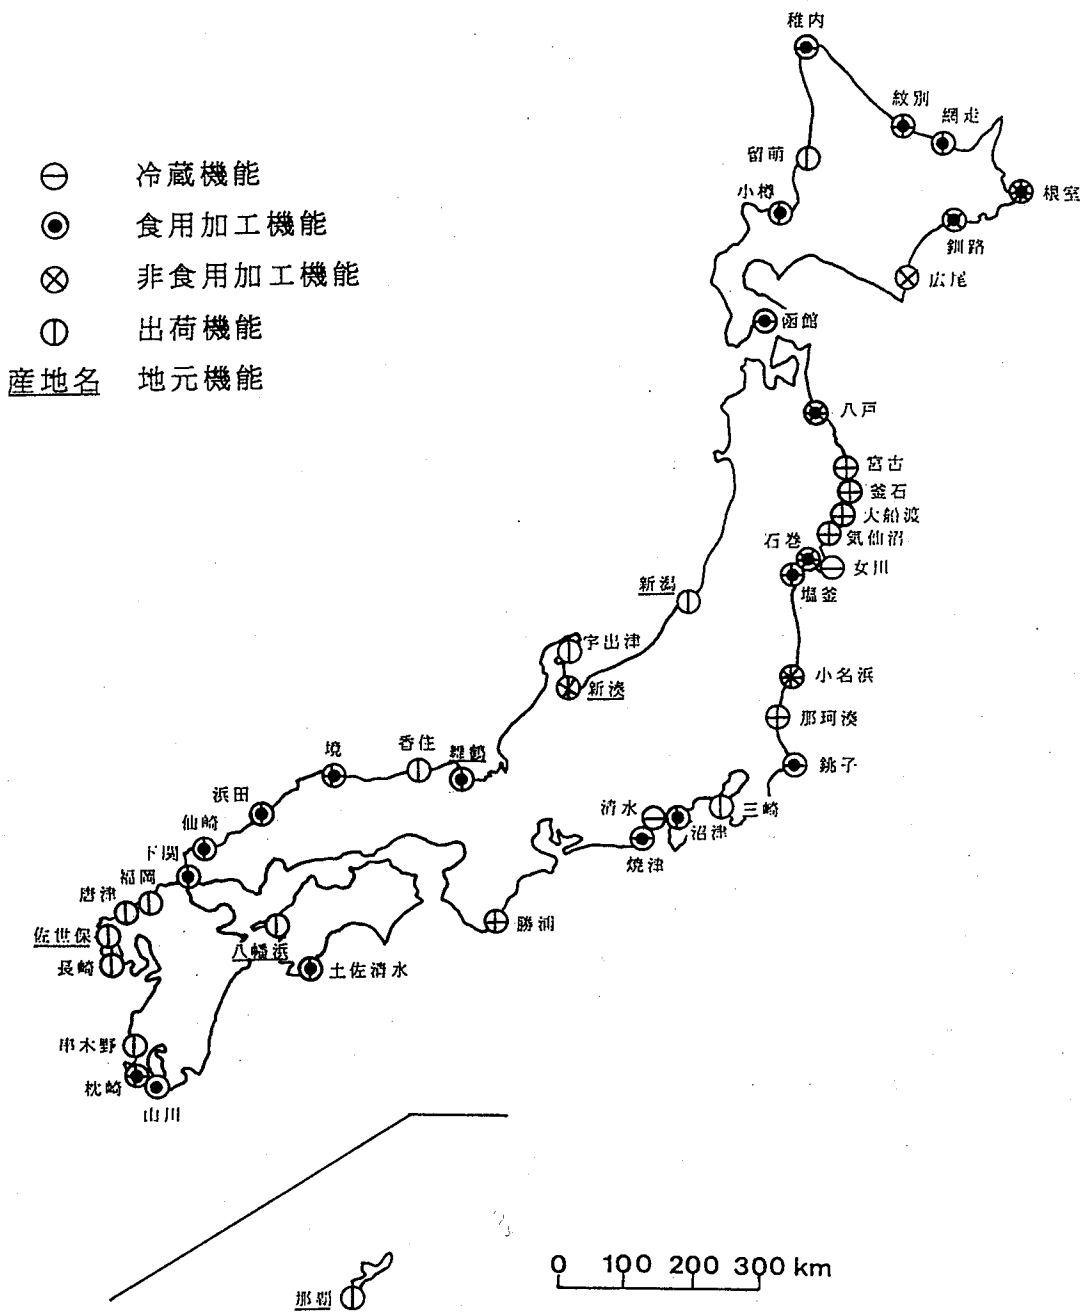 冷蔵機能
食用加工機能
非食用加工機能
出荷機能
産地名 地元機能
稚内
紋別
網走
留萌
小樽
根室
釧路
広尾
函館
八戸
宮古
釜石
大船渡
気仙沼
石巻
女川
塩釜
新潟
宇出津
新湊
小名浜
那珂湊
銚子
香住
舞鶴
境
浜田
仙崎
下関
福岡
唐津
佐世保
長崎
清水
沼津
三崎
焼津
勝浦
八幡浜
土佐清水
串木野
枕崎
山川
那覇
0 100 200 300 km